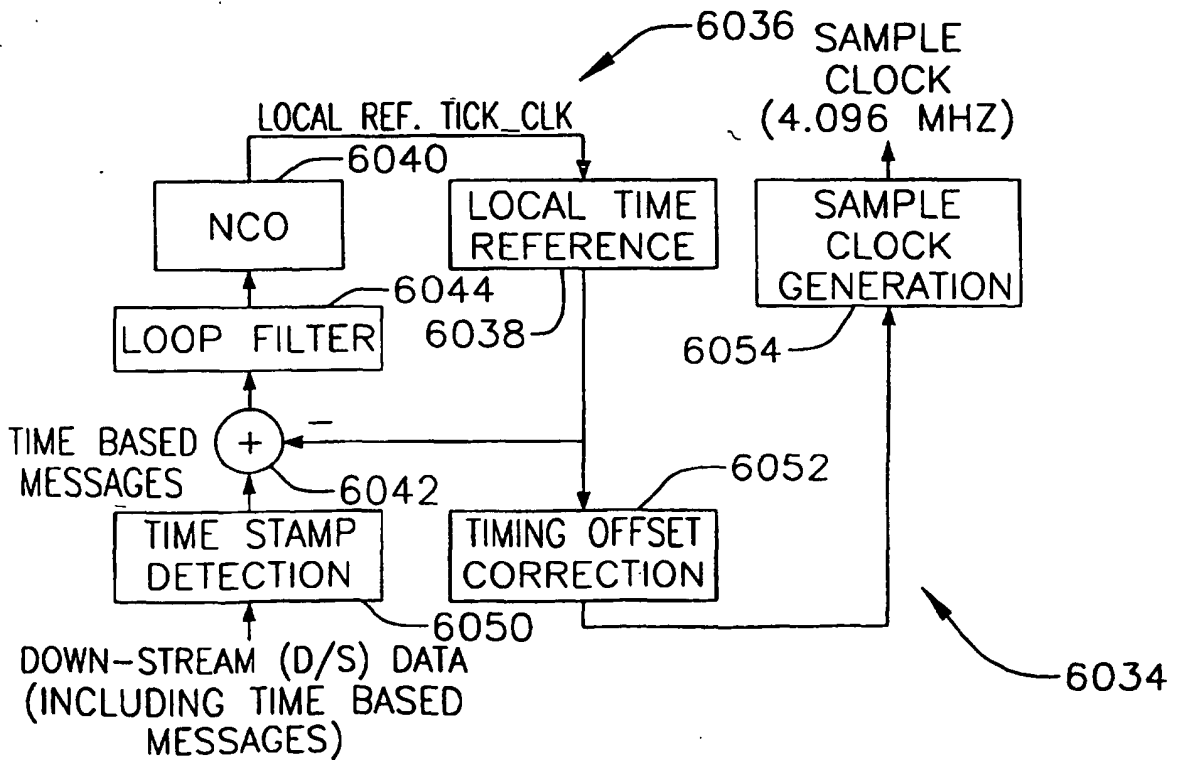 6036
SAMPLE
CLOCK
(4.096 MHZ)
LOCAL REF. TICK_CLK
6040
NCO
LOCAL TIME
REFERENCE
SAMPLE
CLOCK
GENERATION
6044
LOOP FILTER
6038
6054
TIME BASED
MESSAGES
+
−
6042
6052
TIME STAMP
DETECTION
TIMING OFFSET
CORRECTION
6050
DOWN-STREAM (D/S) DATA
(INCLUDING TIME BASED
MESSAGES)
6034